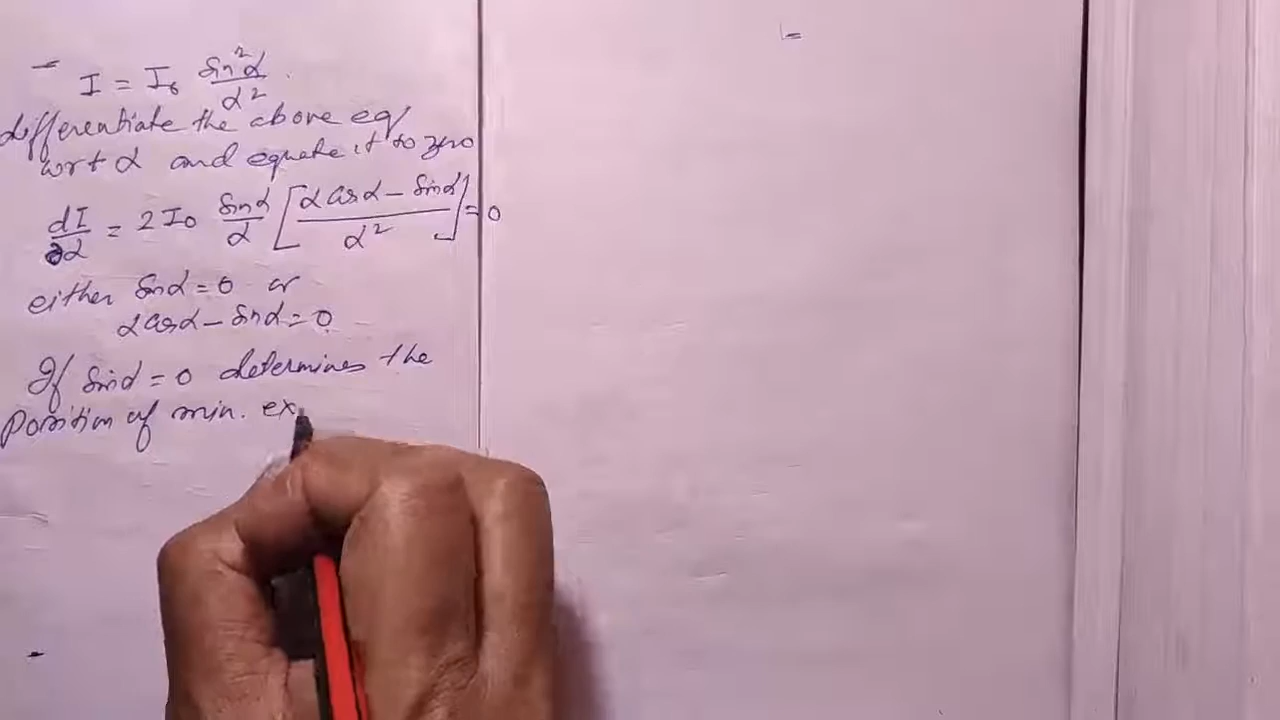 I = I₀ sin²α / α².
differentiate the above eq
wrt α and equate it to zero
dI/dα = 2I₀ sinα/α [(α cosα - sinα)/α²] = 0
either sinα = 0 or
α cosα - sinα = 0
If sinα = 0 determines the
Position of min. ex